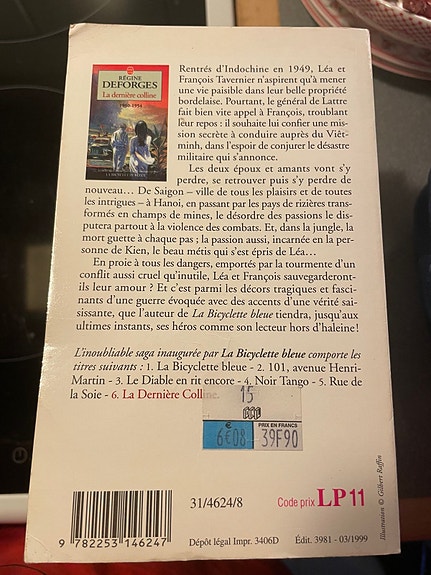 RÉGINE
DEFORGES
La dernière colline
1950-1954
LA BICYCLETTE BLEUE
Rentrés d'Indochine en 1949, Léa et
François Tavernier n'aspirent qu'à mener
une vie paisible dans leur belle propriété
bordelaise. Pourtant, le général de Lattre
fait bien vite appel à François, troublant
leur repos : il souhaite lui confier une mis-
sion secrète à conduire auprès du Viêt-
minh, dans l'espoir de conjurer le désastre
militaire qui s'annonce.
Les deux époux et amants vont s'y
perdre, se retrouver puis s'y perdre de
nouveau… De Saigon – ville de tous les plaisirs et de toutes
les intrigues – à Hanoi, en passant par les pays de rizières trans-
formés en champs de mines, le désordre des passions le dis-
putera partout à la violence des combats. Et, dans la jungle, la
mort guette à chaque pas ; la passion aussi, incarnée en la per-
sonne de Kien, le beau métis qui s'est épris de Léa…
En proie à tous les dangers, emportés par la tourmente d'un
conflit aussi cruel qu'inutile, Léa et François sauvegarderont-
ils leur amour ? Et c'est parmi les décors tragiques et fasci-
nants d'une guerre évoquée avec des accents d'une vérité sai-
sissante, que l'auteur de La Bicyclette bleue tiendra, jusqu'aux
ultimes instants, ses héros comme son lecteur hors d'haleine !
L'inoubliable saga inaugurée par La Bicyclette bleue comporte les
titres suivants : 1. La Bicyclette bleue - 2. 101, avenue Henri-
Martin - 3. Le Diable en rit encore - 4. Noir Tango - 5. Rue de
la Soie - 6. La Dernière Colline.
15
€ PRIX EN FRANCS
6€08 39F90
31/4624/8
Code prix LP 11
9 782253 146247
Dépôt légal Impr. 3406D Édit. 3981 - 03/1999
Illustration © Gilbert Raffin